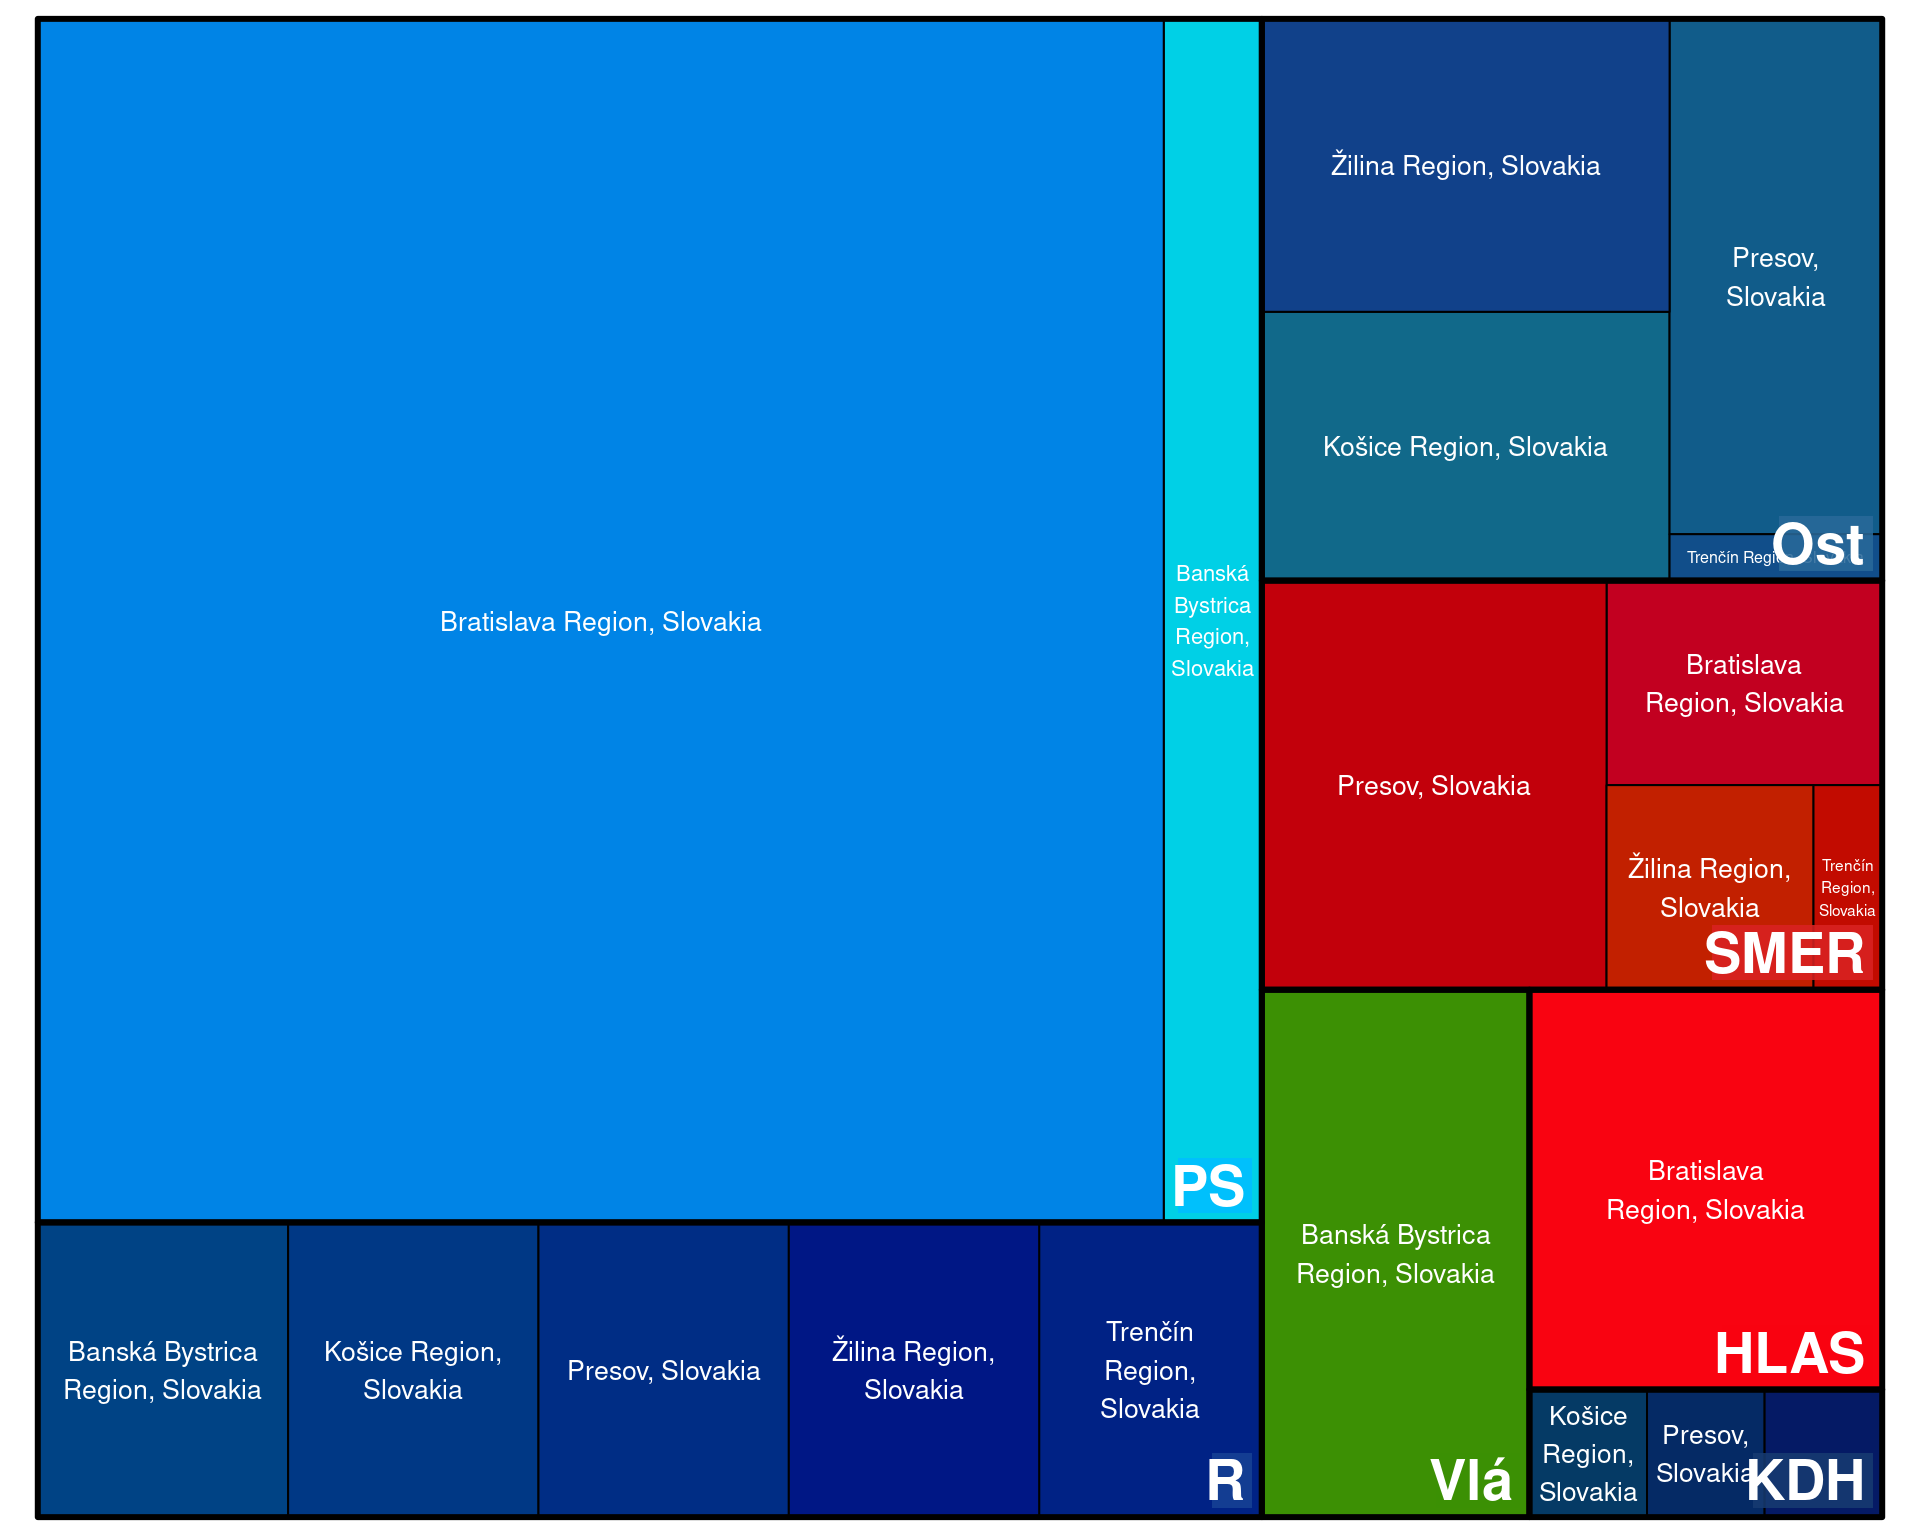 Bratislava Region, Slovakia
Banská
Bystrica
Region,
Slovakia
PS
Banská Bystrica
Region, Slovakia
Košice Region,
Slovakia
Presov, Slovakia
Žilina Region,
Slovakia
Trenčín
Region,
Slovakia
R
Žilina Region, Slovakia
Košice Region, Slovakia
Presov,
Slovakia
Trenčín
Ost
Presov, Slovakia
Bratislava
Region, Slovakia
Žilina Region,
Slovakia
Trenčín
Region,
Slovakia
SMER
Banská Bystrica
Region, Slovakia
Vlá
Bratislava
Region, Slovakia
HLAS
Košice
Region,
Slovakia
Presov,
Slovakia
KDH